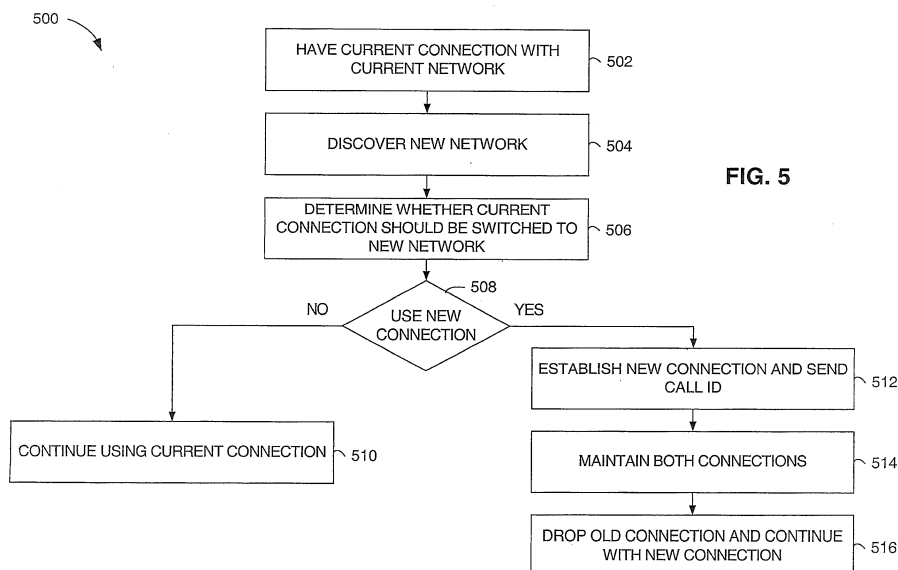 500
HAVE CURRENT CONNECTION WITH
CURRENT NETWORK
502
DISCOVER NEW NETWORK
504
FIG. 5
DETERMINE WHETHER CURRENT
CONNECTION SHOULD BE SWITCHED TO
NEW NETWORK
506
508
NO
USE NEW
CONNECTION
YES
ESTABLISH NEW CONNECTION AND SEND
CALL ID
512
CONTINUE USING CURRENT CONNECTION
510
MAINTAIN BOTH CONNECTIONS
514
DROP OLD CONNECTION AND CONTINUE
WITH NEW CONNECTION
516